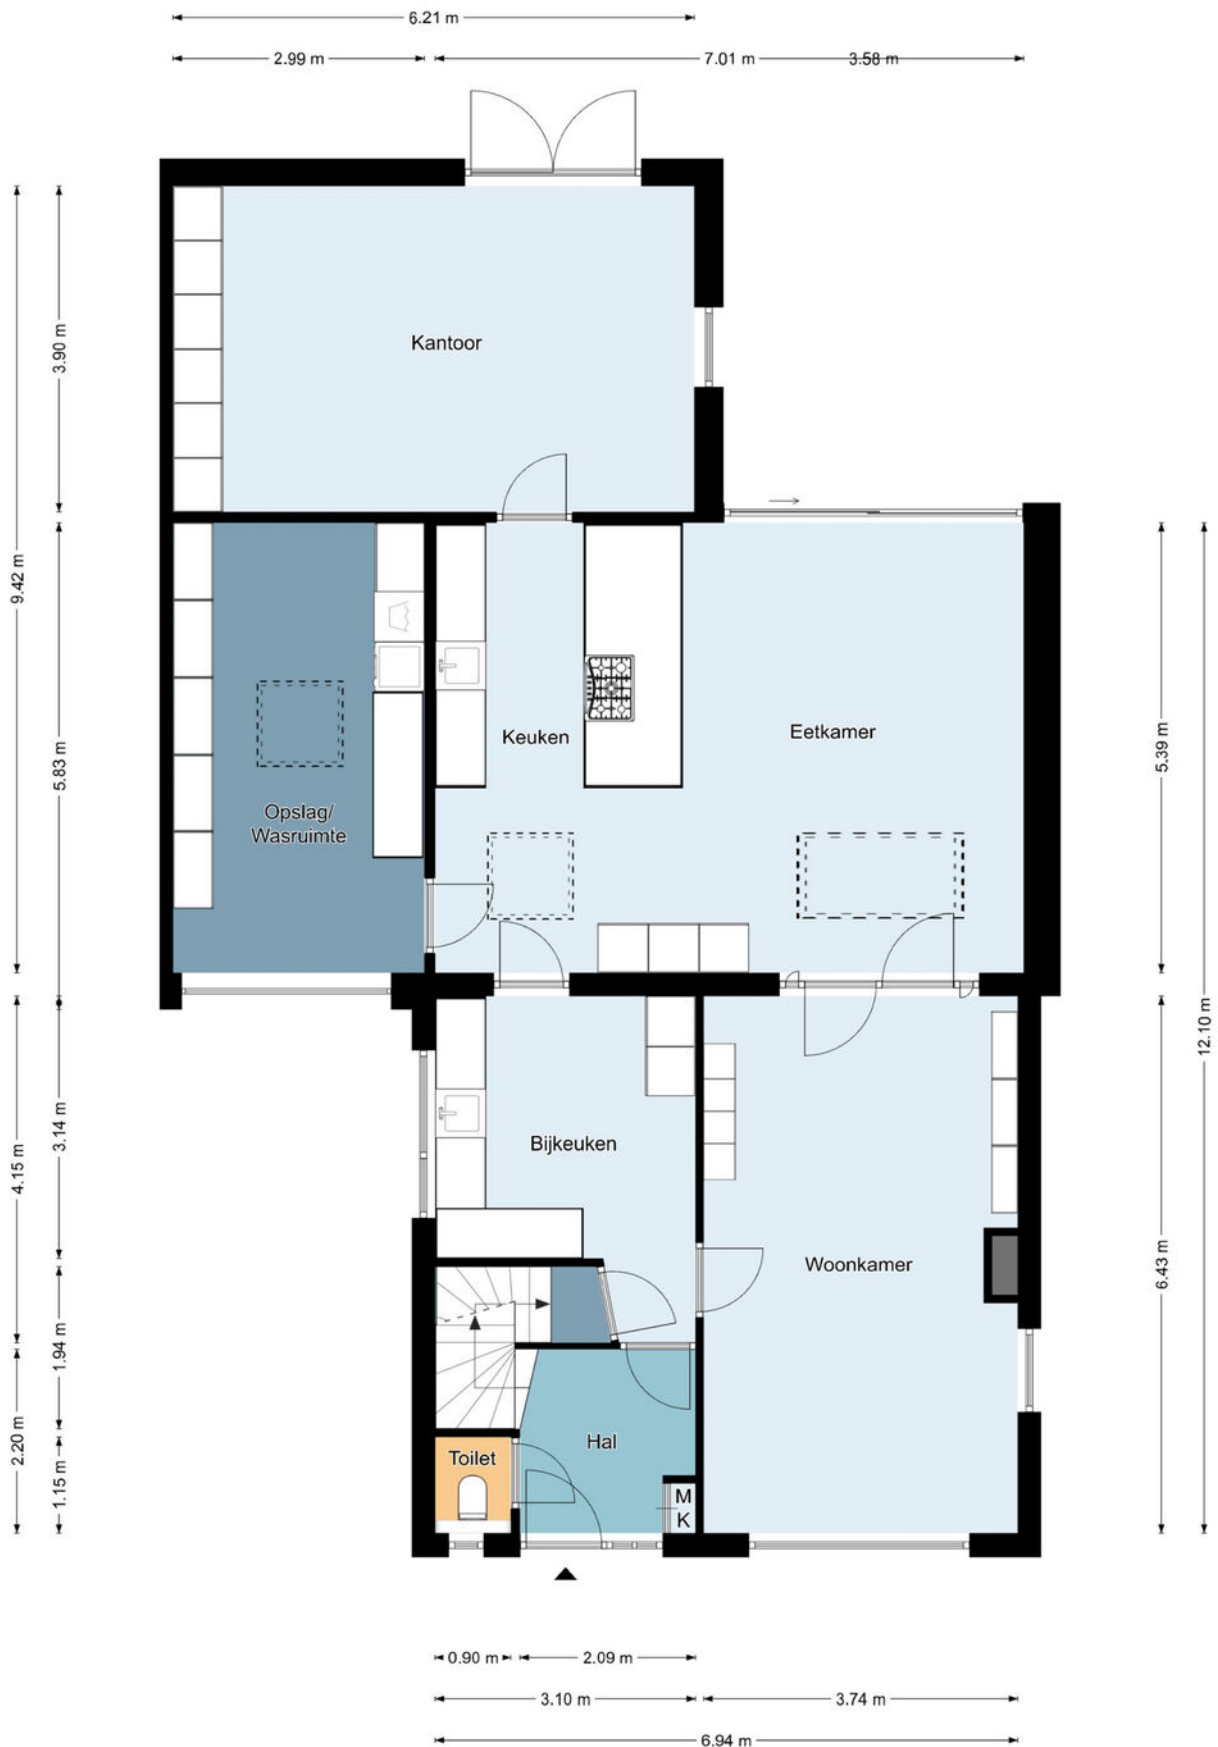 6.21 m
2.99 m
7.01 m
3.58 m
Kantoor
3.90 m
9.42 m
5.83 m
Keuken
Eetkamer
Opslag/
Wasruimte
5.39 m
12.10 m
4.15 m
3.14 m
Bijkeuken
Woonkamer
6.43 m
1.94 m
2.20 m
1.15 m
Toilet
Hal
M
K
0.90 m
2.09 m
3.10 m
3.74 m
6.94 m